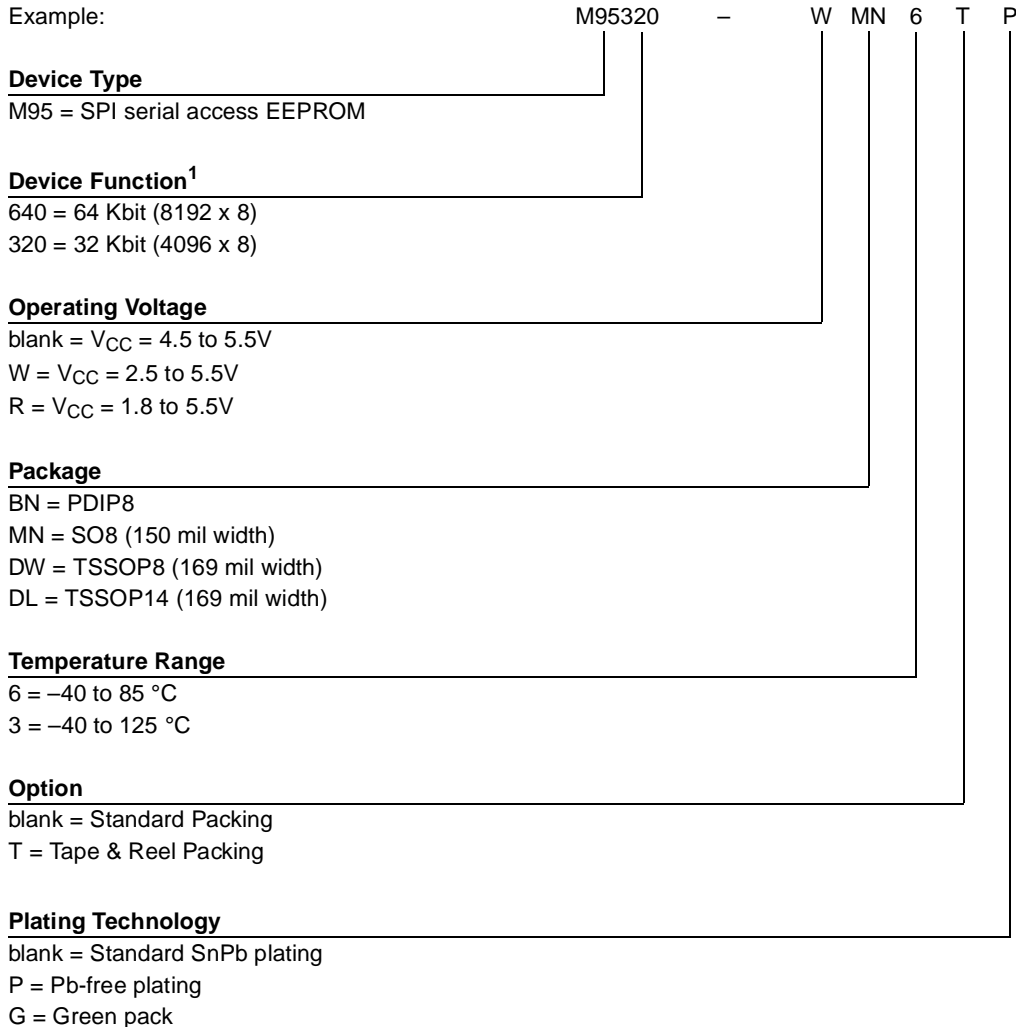 Example: M95320 – W MN 6 T P
Device Type
M95 = SPI serial access EEPROM
Device Function1
640 = 64 Kbit (8192 x 8)
320 = 32 Kbit (4096 x 8)
Operating Voltage
blank = VCC = 4.5 to 5.5V
W = VCC = 2.5 to 5.5V
R = VCC = 1.8 to 5.5V
Package
BN = PDIP8
MN = SO8 (150 mil width)
DW = TSSOP8 (169 mil width)
DL = TSSOP14 (169 mil width)
Temperature Range
6 = –40 to 85 °C
3 = –40 to 125 °C
Option
blank = Standard Packing
T = Tape & Reel Packing
Plating Technology
blank = Standard SnPb plating
P = Pb-free plating
G = Green pack